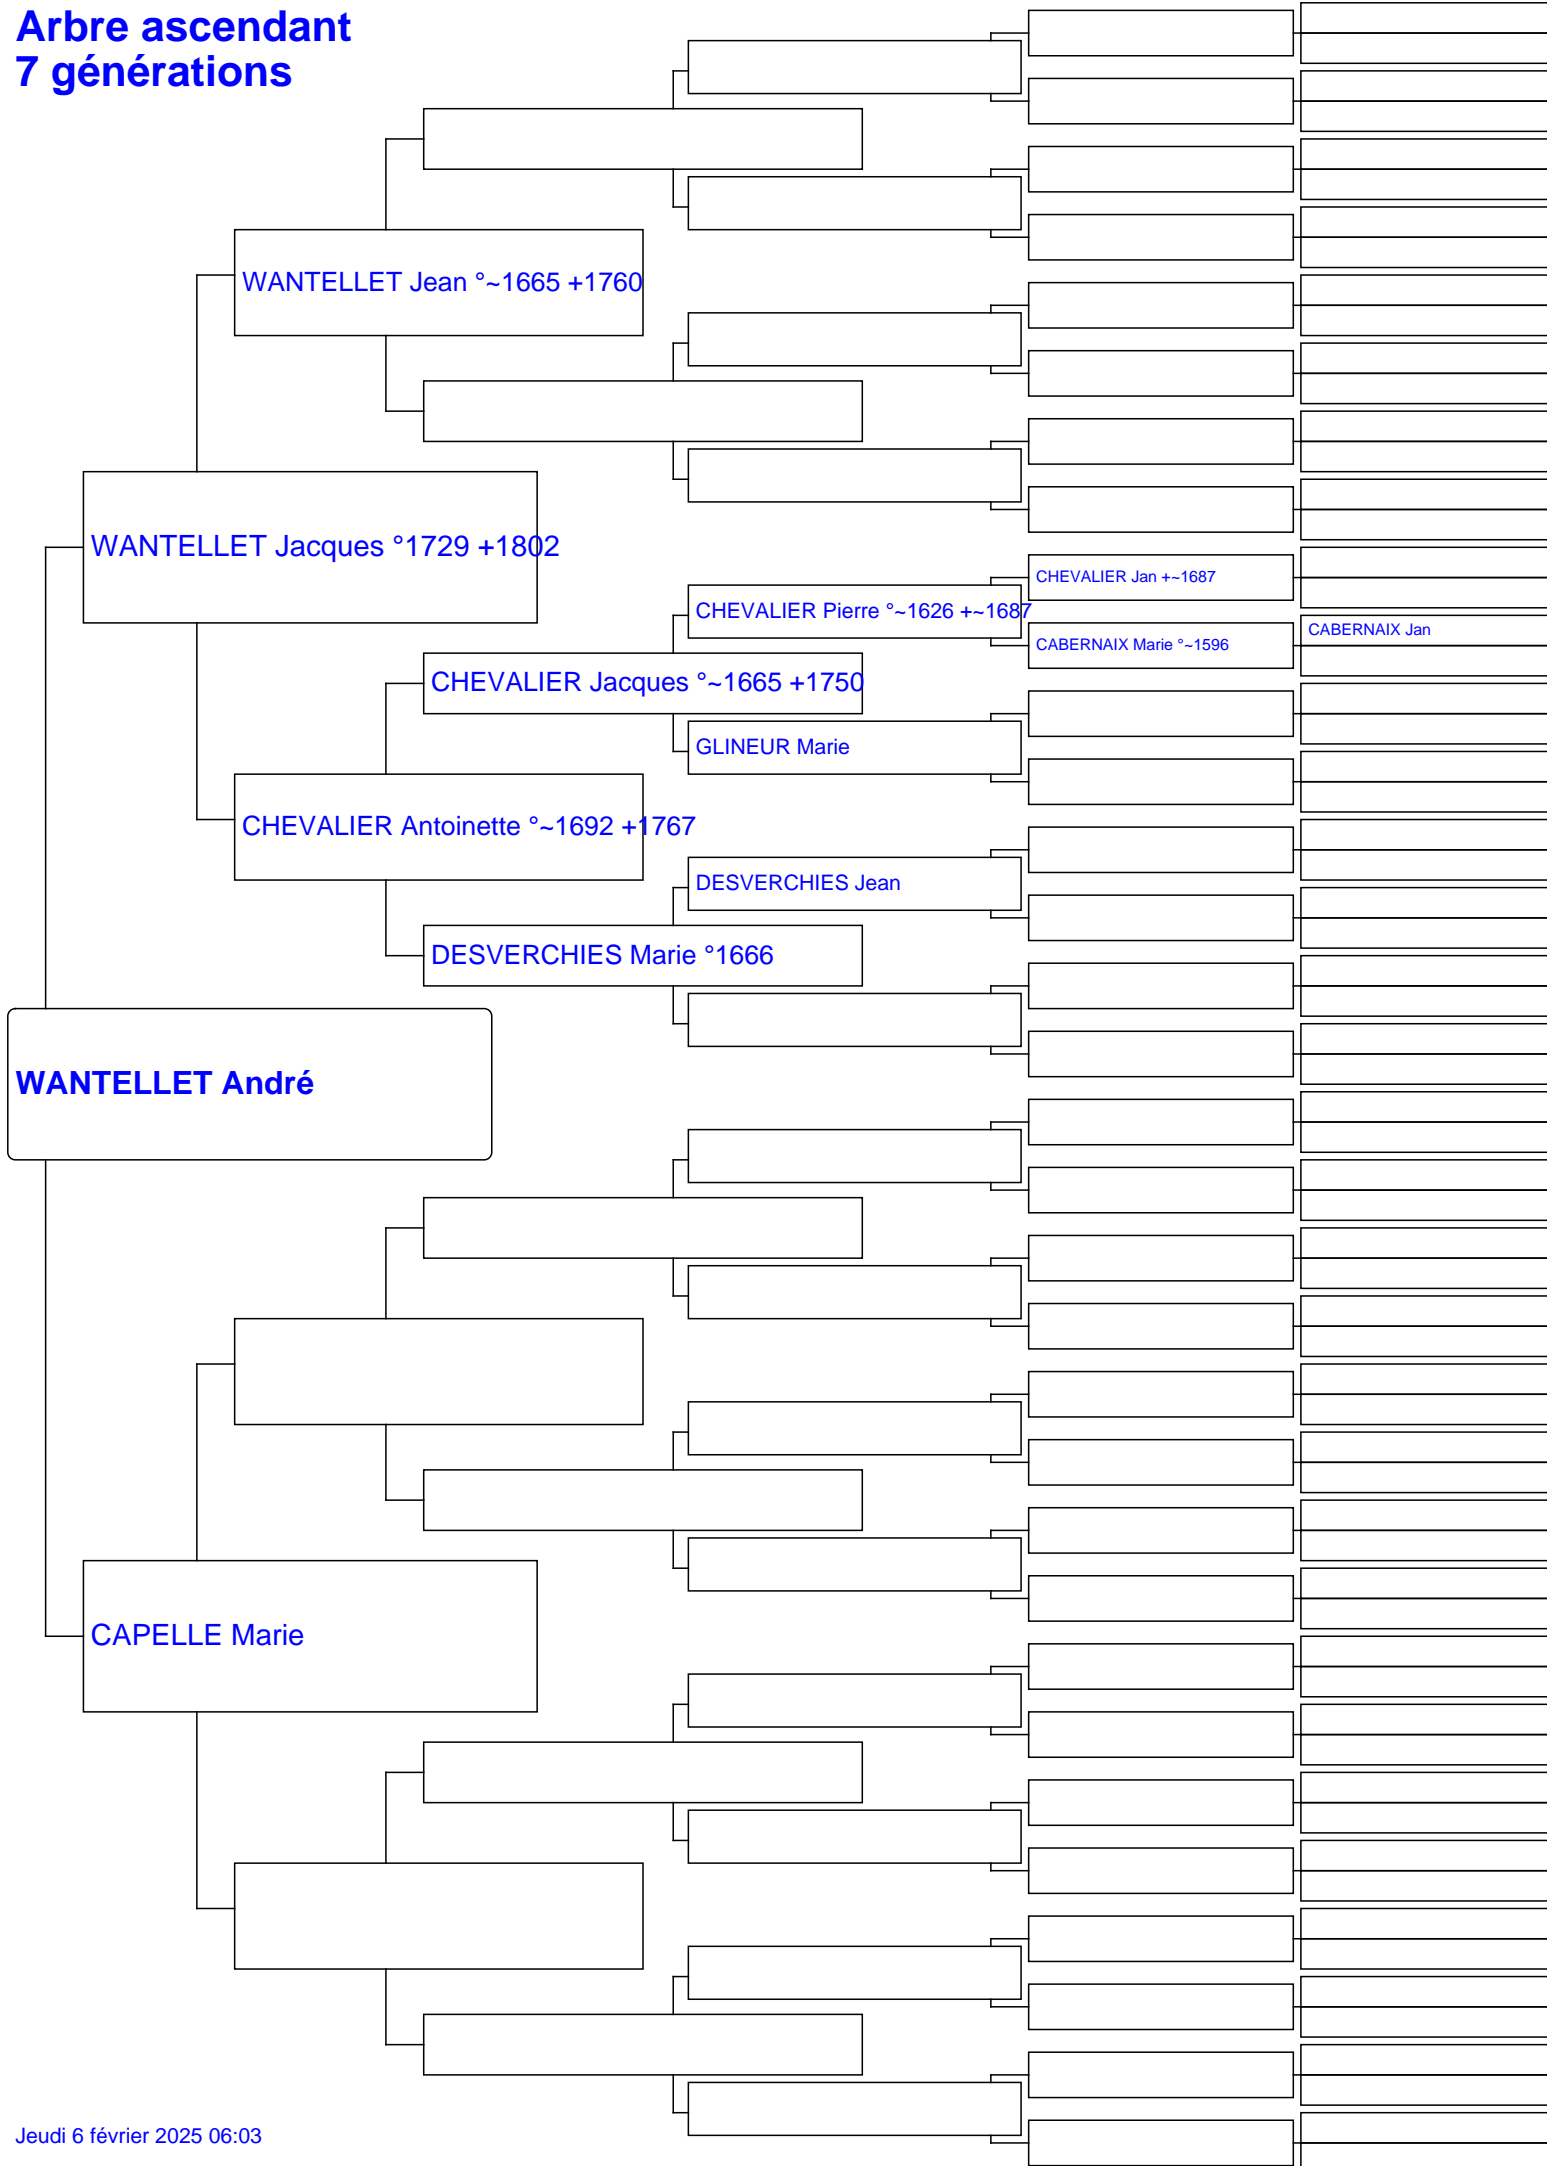 Arbre ascendant
7 générations
WANTELLET Jean °~1665 +1760
WANTELLET Jacques °1729 +1802
CHEVALIER Jan +~1687
CHEVALIER Pierre °~1626 +~1687
CABERNAIX Jan
CABERNAIX Marie °~1596
CHEVALIER Jacques °~1665 +1750
GLINEUR Marie
CHEVALIER Antoinette °~1692 +1767
DESVERCHIES Jean
DESVERCHIES Marie °1666
WANTELLET André
CAPELLE Marie
Jeudi 6 février 2025 06:03